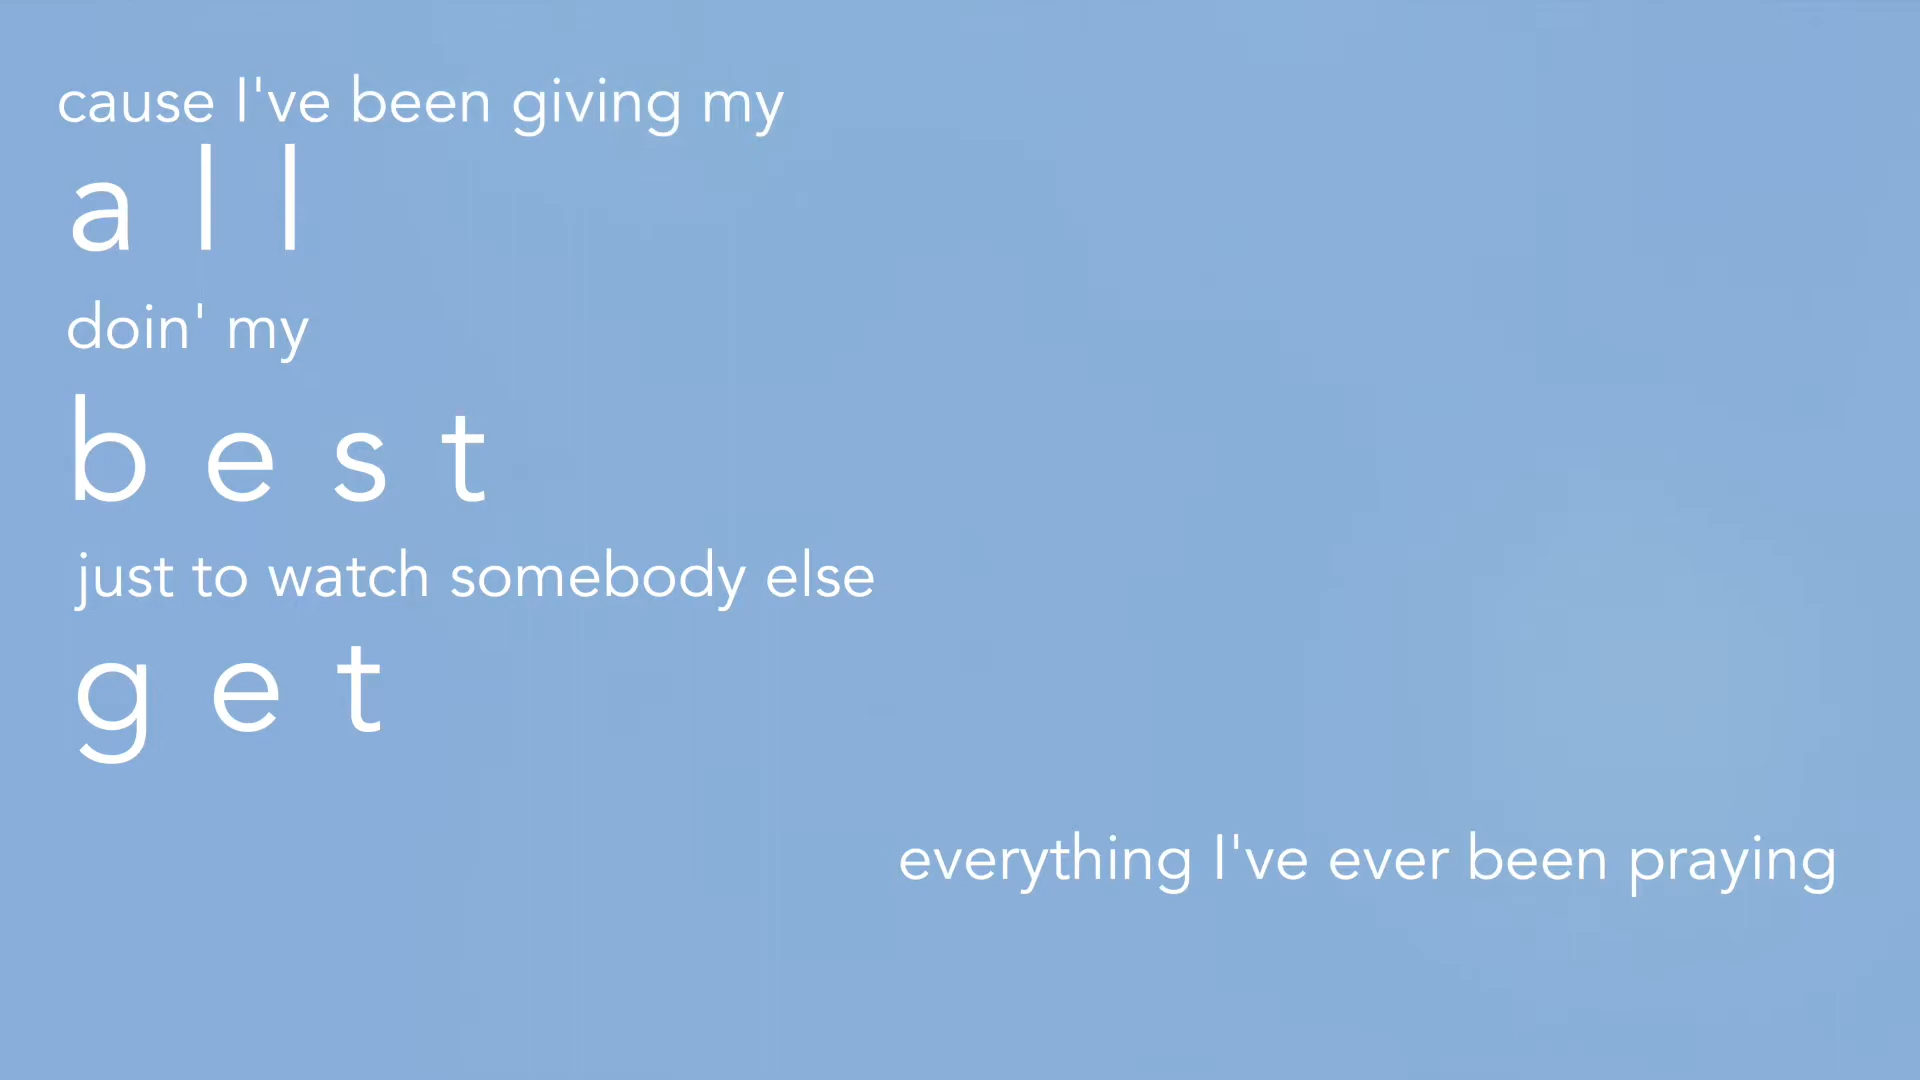 cause I've been giving my
a l l
doin' my
b e s t
just to watch somebody else
g e t
everything I've ever been praying